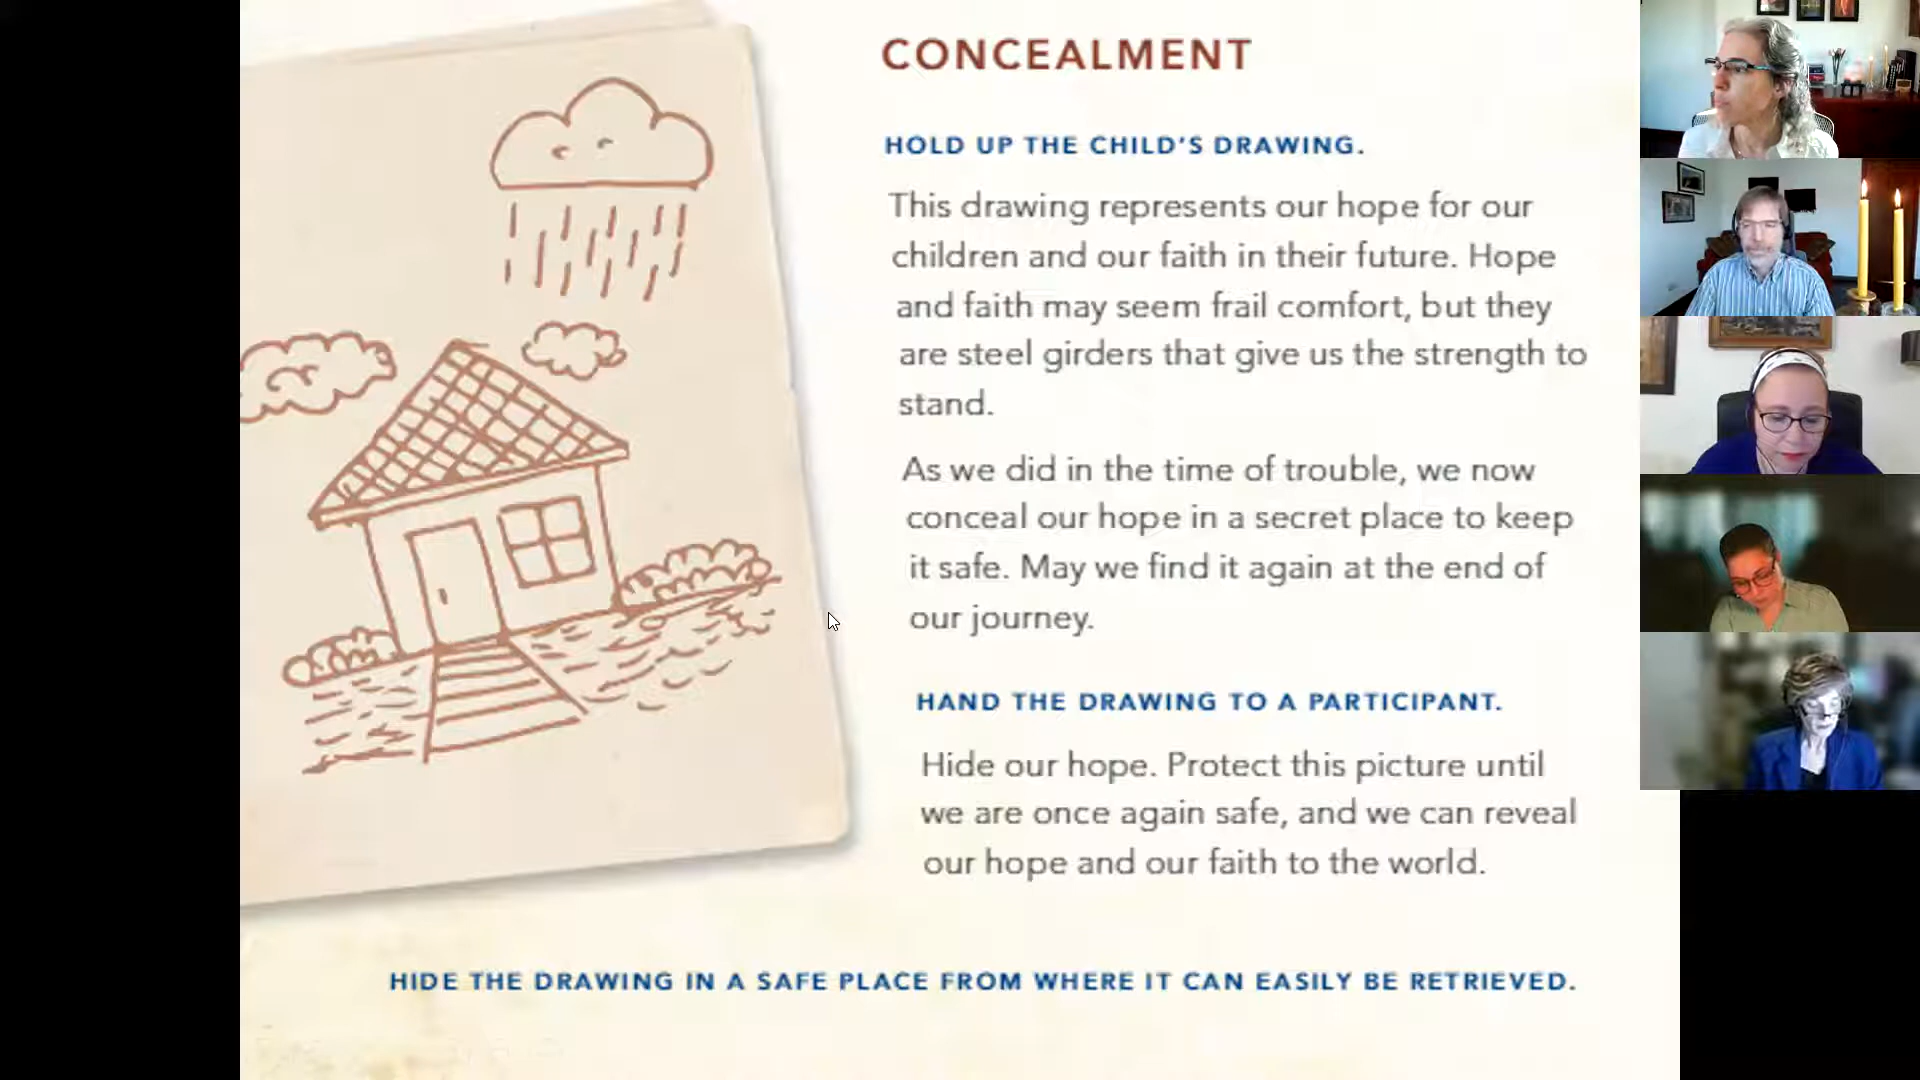 CONCEALMENT
HOLD UP THE CHILD'S DRAWING.
This drawing represents our hope for our
children and our faith in their future. Hope
and faith may seem frail comfort, but they
are steel girders that give us the strength to
stand.
As we did in the time of trouble, we now
conceal our hope in a secret place to keep
it safe. May we find it again at the end of
our journey.
HAND THE DRAWING TO A PARTICIPANT.
Hide our hope. Protect this picture until
we are once again safe, and we can reveal
our hope and our faith to the world.
HIDE THE DRAWING IN A SAFE PLACE FROM WHERE IT CAN EASILY BE RETRIEVED.